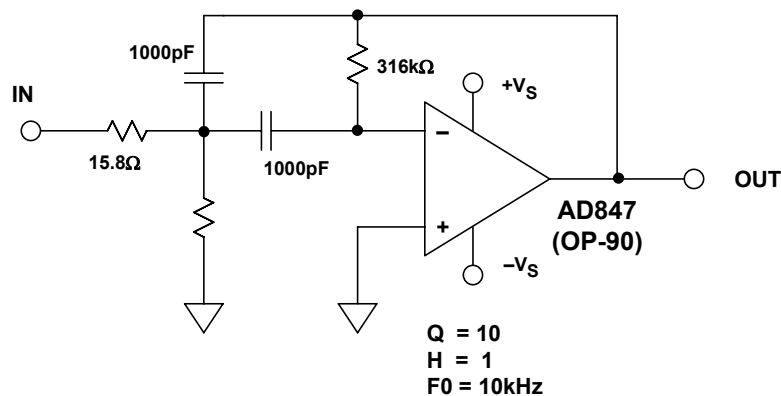 1000pF
316kΩ
IN
+VS
15.8Ω
1000pF
−
+
OUT
AD847
(OP-90)
−VS
Q = 10
H = 1
F0 = 10kHz